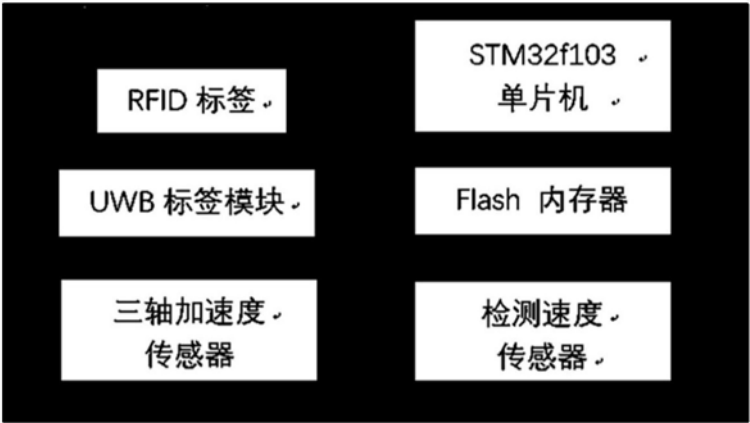 RFID 标签
STM32f103
单片机
UWB 标签模块
Flash 内存器
三轴加速度
传感器
检测速度
传感器